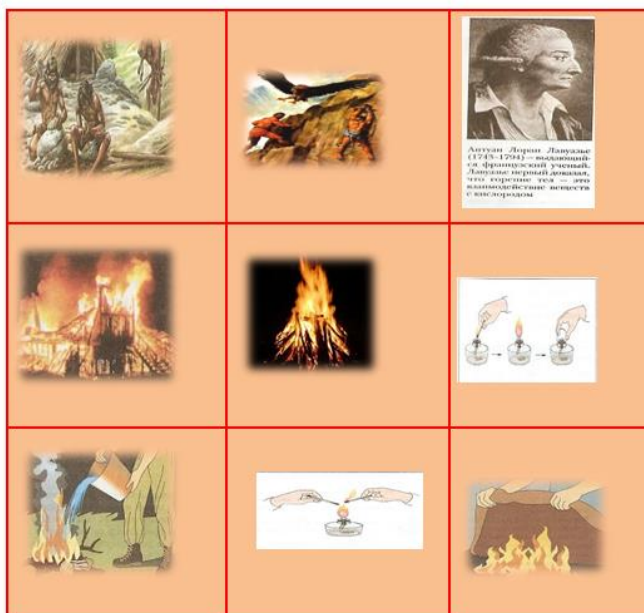 Антуан Лоран Лавуазье
(1743–1794) — выдающий-
ся французский ученый.
Лавуазье первый доказал,
что горение тел — это
взаимодействие веществ
с кислородом